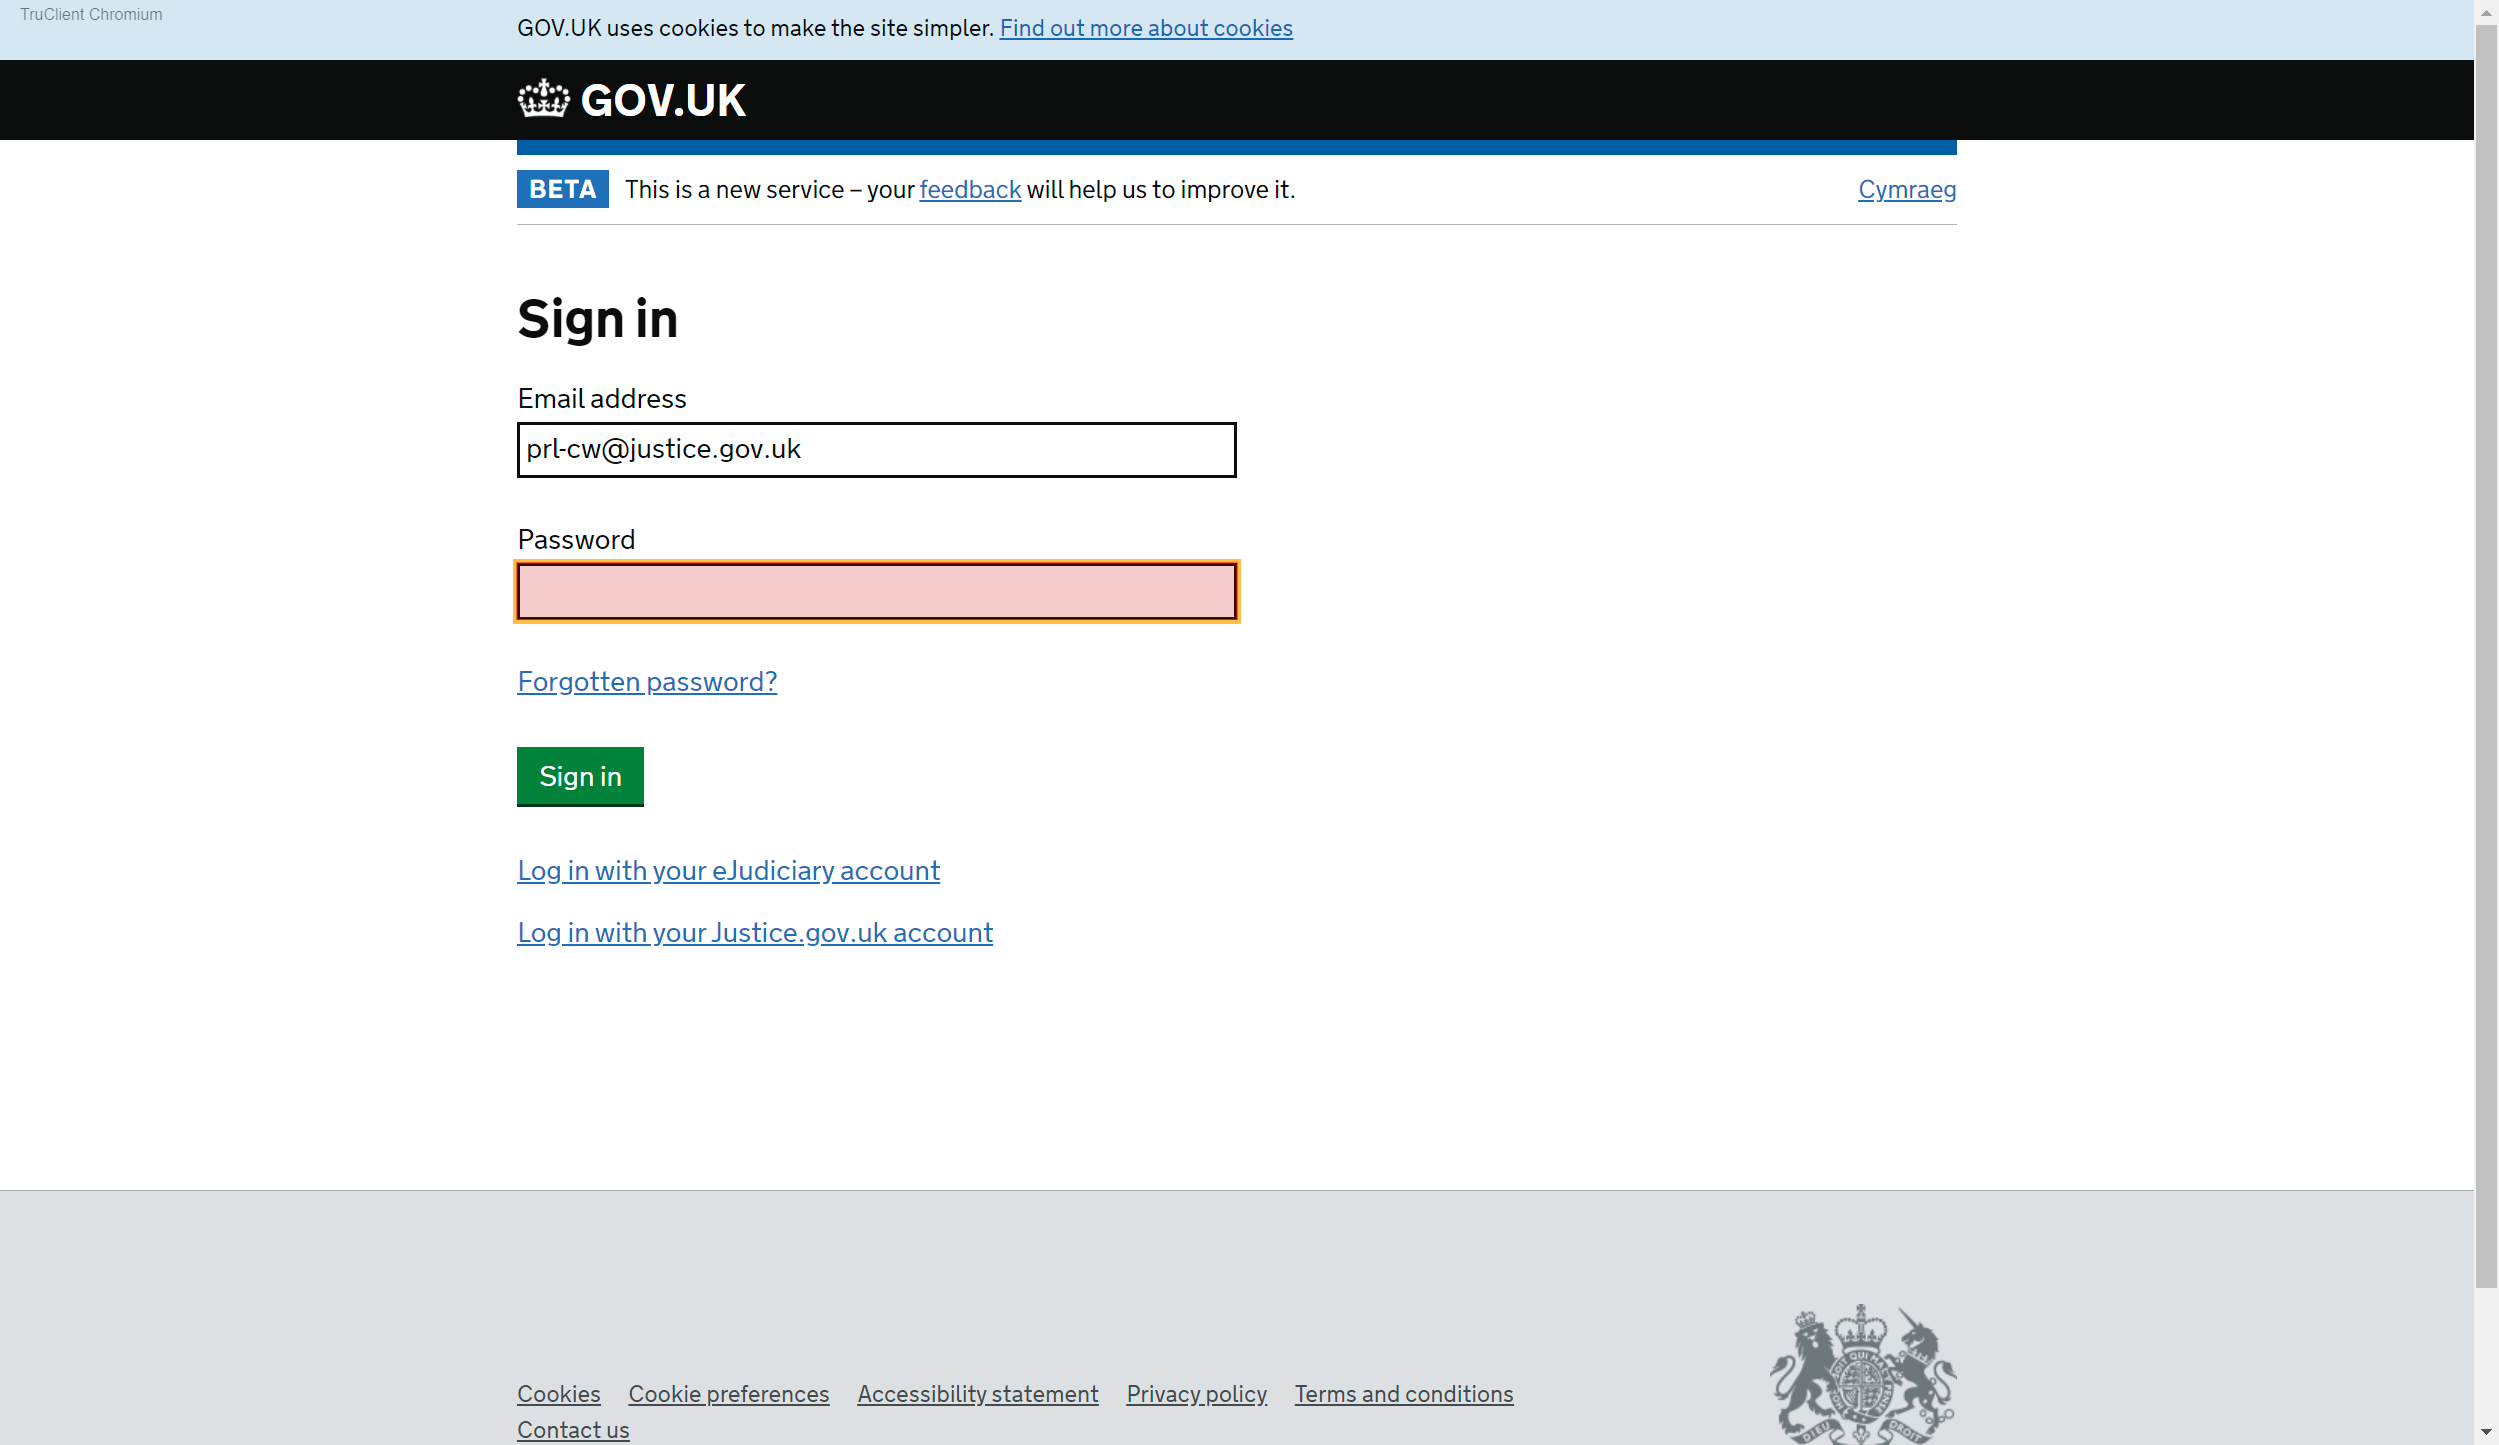 TruClient Chromium
GOV.UK uses cookies to make the site simpler. Find out more about cookies
GOV.UK
BETA This is a new service – your feedback will help us to improve it. Cymraeg
Sign in
Email address
prl-cw@justice.gov.uk
Password
Forgotten password?
Sign in
Log in with your eJudiciary account
Log in with your Justice.gov.uk account
Cookies Cookie preferences Accessibility statement Privacy policy Terms and conditions
Contact us
DIEU DROIT